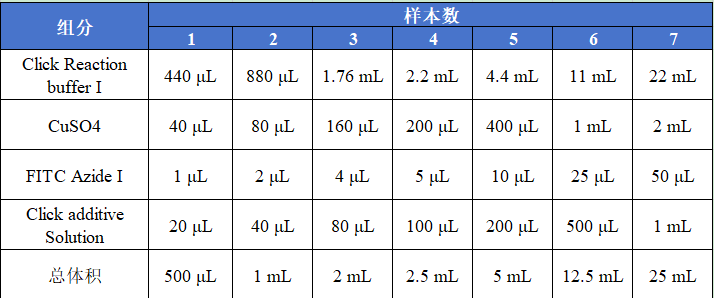 组分 样本数
1 2 3 4 5 6 7
Click Reaction
buffer I 440 μL 880 μL 1.76 mL 2.2 mL 4.4 mL 11 mL 22 mL
CuSO4 40 μL 80 μL 160 μL 200 μL 400 μL 1 mL 2 mL
FITC Azide I 1 μL 2 μL 4 μL 5 μL 10 μL 25 μL 50 μL
Click additive
Solution 20 μL 40 μL 80 μL 100 μL 200 μL 500 μL 1 mL
总体积 500 μL 1 mL 2 mL 2.5 mL 5 mL 12.5 mL 25 mL